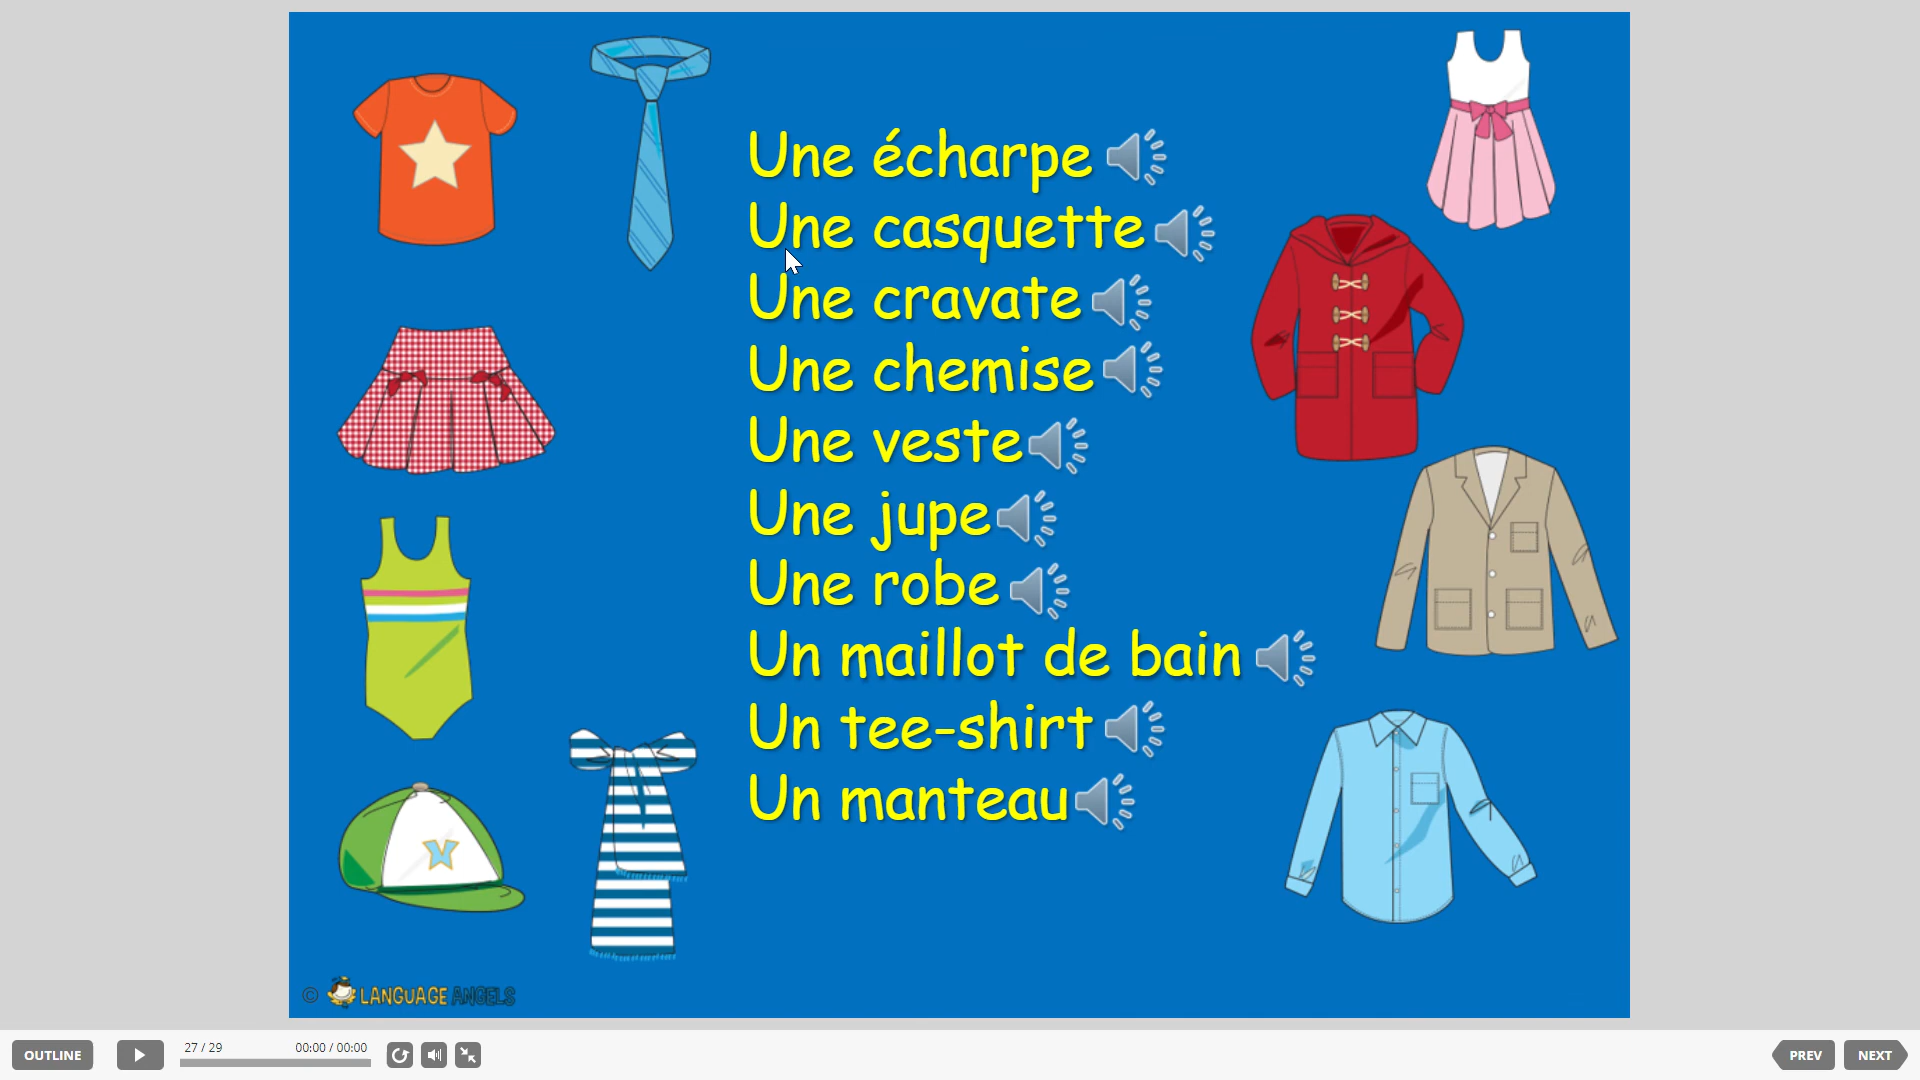 Une écharpe
Une casquette
Une cravate
Une chemise
Une veste
Une jupe
Une robe
Un maillot de bain
Un tee-shirt
Un manteau
© LANGUAGE ANGELS
OUTLINE
27 / 29
00:00 / 00:00
PREV
NEXT